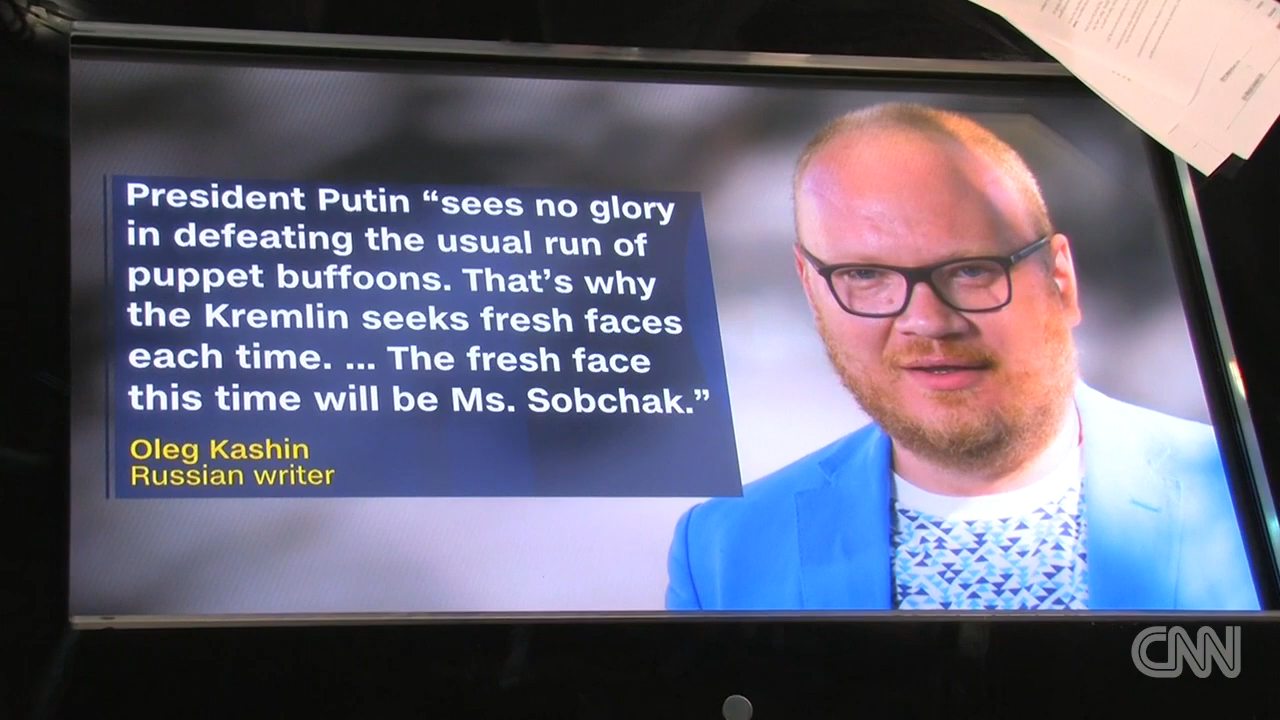 President Putin “sees no glory
in defeating the usual run of
puppet buffoons. That’s why
the Kremlin seeks fresh faces
each time. ... The fresh face
this time will be Ms. Sobchak.”
Oleg Kashin
Russian writer
CNN